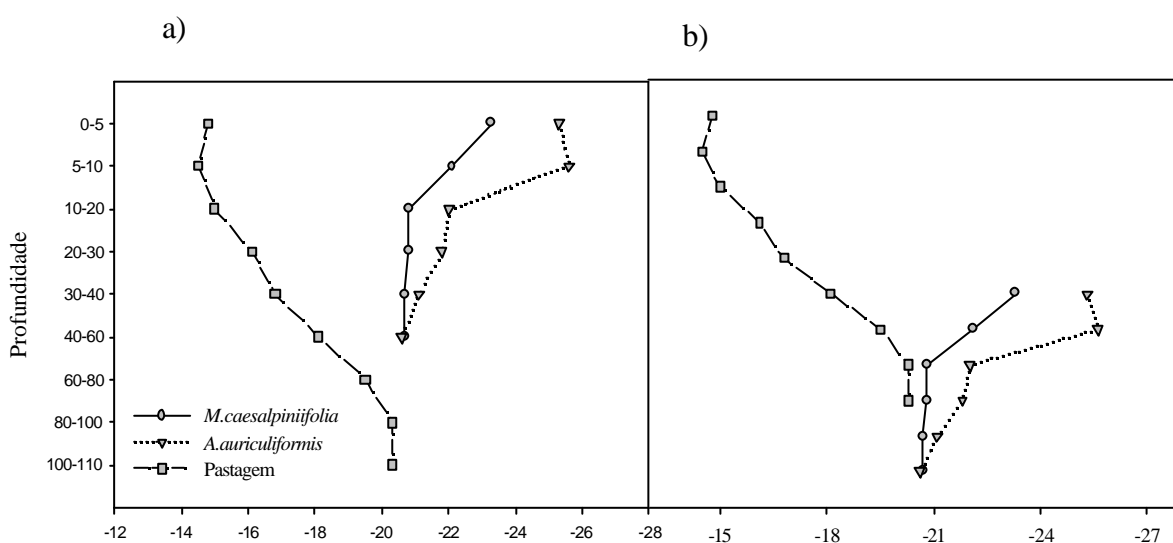 a)
b)
Profundidade
0-5
5-10
10-20
20-30
30-40
40-60
60-80
80-100
100-110
M.caesalpiniifolia
A.auriculiformis
Pastagem
-12 -14 -16 -18 -20 -22 -24 -26 -28
-15 -18 -21 -24 -27